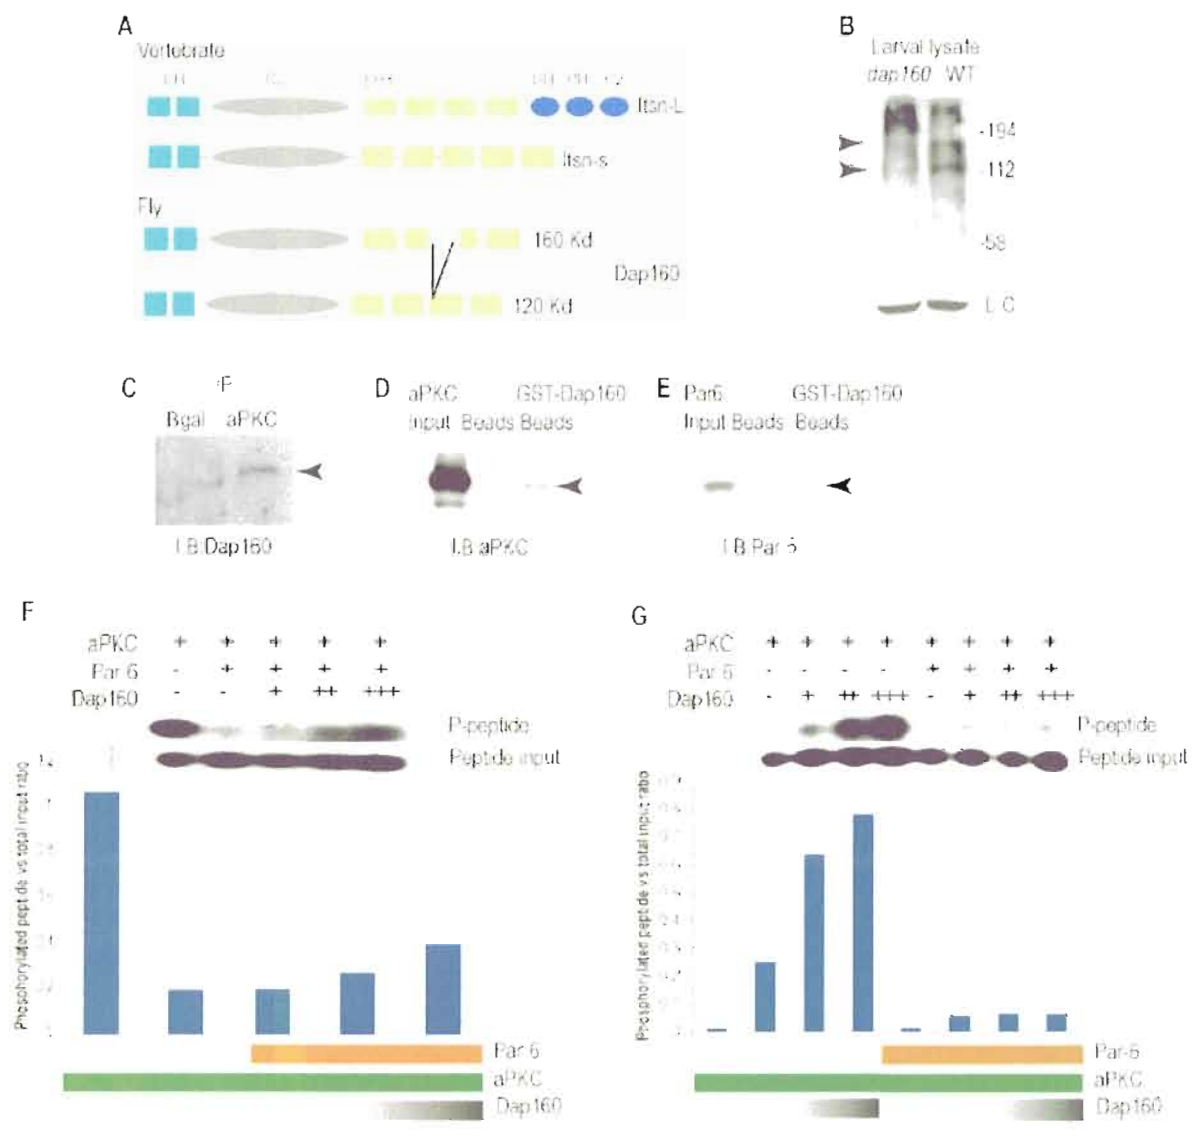 A
Vertebrate
Itsn-L
Itsn-s
Fly
160 Kd
Dap160
120 Kd
B
Larval lysate
dap160 WT
-194
-112
-58
L C
C
Bgal aPKC
I.B:Dap160
D
aPKC GST-Dap160
Input Beads Beads
I.B:aPKC
E
Par6 GST-Dap160
Input Beads Beads
I B:Par 6
F
aPKC + + + + +
Par 6 - + + + +
Dap160 - - + ++ +++
P-peptide
Peptide input
Phosphorylated peptide vs total input ratio
Par 6
aPKC
Dap160
G
aPKC + + + + + + + +
Par 6 - - - - + + + +
Dap160 - + ++ +++ - + ++ +++
P-peptide
Peptide input
Phosphorylated peptide vs total input ratio
Par-6
aPKC
Dap160